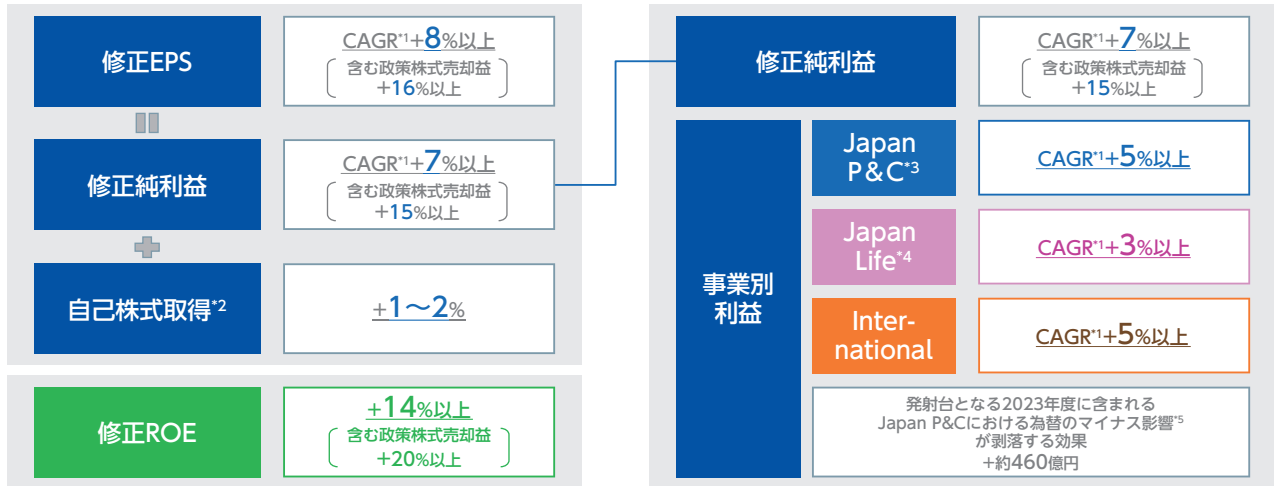 修正EPS
CAGR*1+8%以上
含む政策株式売却益
+16%以上
修正純利益
CAGR*1+7%以上
含む政策株式売却益
+15%以上
自己株式取得*2
+1～2%
修正ROE
+14%以上
含む政策株式売却益
+20%以上
修正純利益
CAGR*1+7%以上
含む政策株式売却益
+15%以上
事業別
利益
Japan
P&C*3
CAGR*1+5%以上
Japan
Life*4
CAGR*1+3%以上
Inter-
national
CAGR*1+5%以上
発射台となる2023年度に含まれる
Japan P&Cにおける為替のマイナス影響*5
が剥落する効果
+約460億円